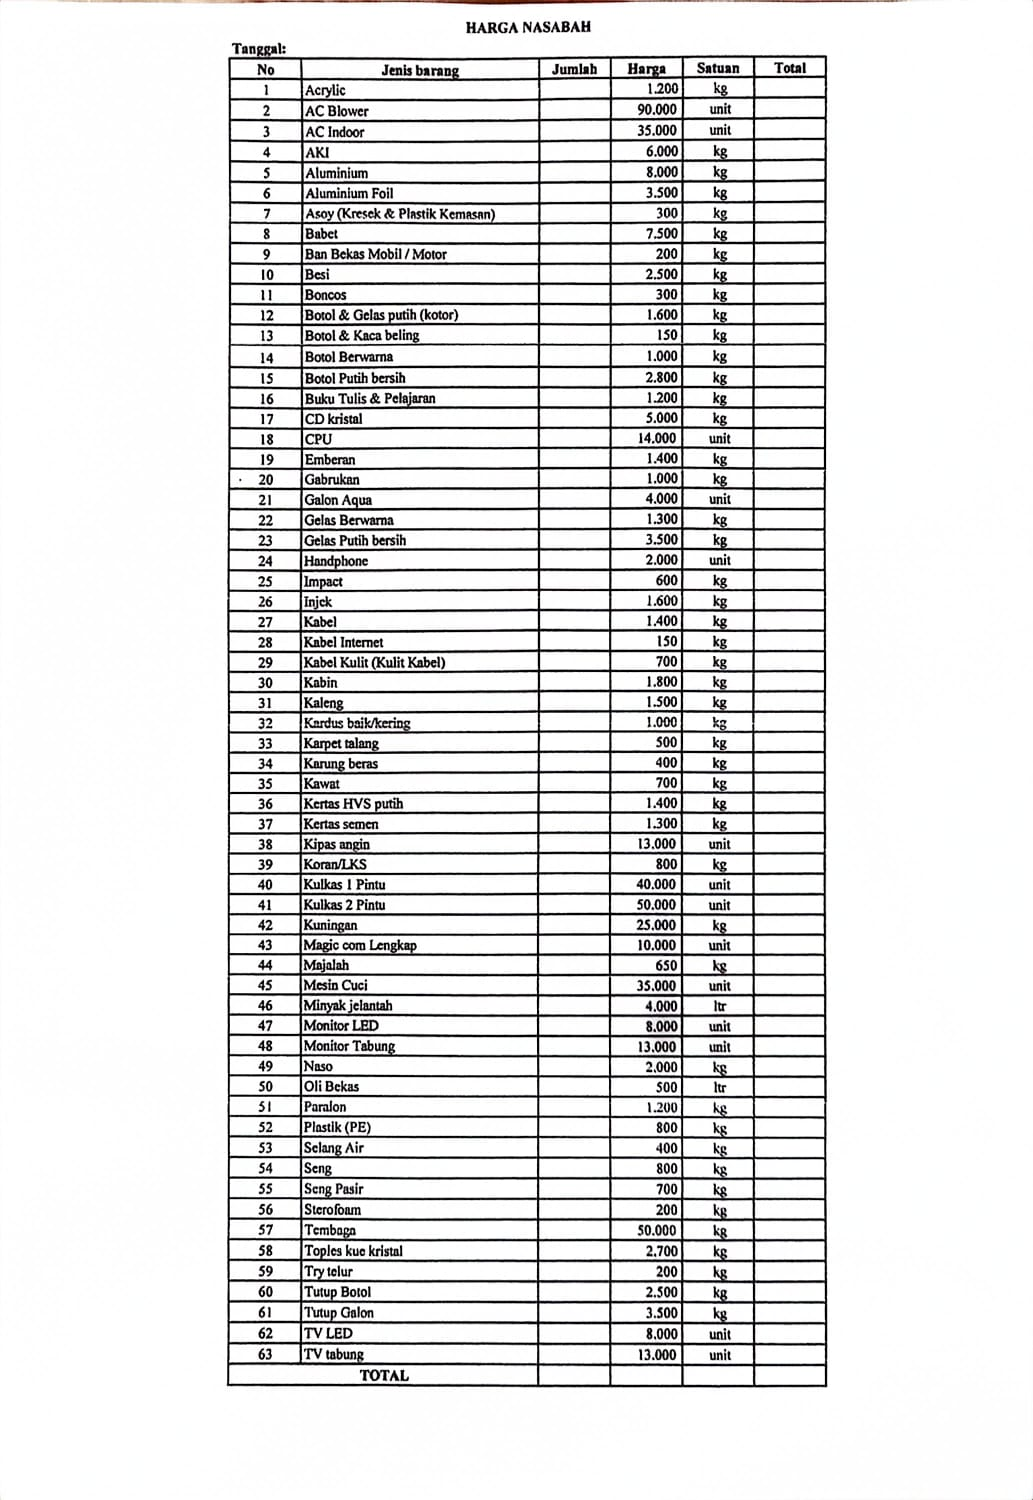 HARGA NASABAH
Tanggal:
No Jenis barang Jumlah Harga Satuan Total
1 Acrylic 1.200 kg
2 AC Blower 90.000 unit
3 AC Indoor 35.000 unit
4 AKI 6.000 kg
5 Aluminium 8.000 kg
6 Aluminium Foil 3.500 kg
7 Asoy (Kresek & Plastik Kemasan) 300 kg
8 Babet 7.500 kg
9 Ban Bekas Mobil / Motor 200 kg
10 Besi 2.500 kg
11 Boncos 300 kg
12 Botol & Gelas putih (kotor) 1.600 kg
13 Botol & Kaca beling 150 kg
14 Botol Berwarna 1.000 kg
15 Botol Putih bersih 2.800 kg
16 Buku Tulis & Pelajaran 1.200 kg
17 CD kristal 5.000 kg
18 CPU 14.000 unit
19 Emberan 1.400 kg
20 Gabrukan 1.000 kg
21 Galon Aqua 4.000 unit
22 Gelas Berwarna 1.300 kg
23 Gelas Putih bersih 3.500 kg
24 Handphone 2.000 unit
25 Impact 600 kg
26 Injek 1.600 kg
27 Kabel 1.400 kg
28 Kabel Internet 150 kg
29 Kabel Kulit (Kulit Kabel) 700 kg
30 Kabin 1.800 kg
31 Kaleng 1.500 kg
32 Kardus baik/kering 1.000 kg
33 Karpet talang 500 kg
34 Karung beras 400 kg
35 Kawat 700 kg
36 Kertas HVS putih 1.400 kg
37 Kertas semen 1.300 kg
38 Kipas angin 13.000 unit
39 Koran/LKS 800 kg
40 Kulkas 1 Pintu 40.000 unit
41 Kulkas 2 Pintu 50.000 unit
42 Kuningan 25.000 kg
43 Magic com Lengkap 10.000 unit
44 Majalah 650 kg
45 Mesin Cuci 35.000 unit
46 Minyak jelantah 4.000 ltr
47 Monitor LED 8.000 unit
48 Monitor Tabung 13.000 unit
49 Naso 2.000 kg
50 Oli Bekas 500 ltr
51 Paralon 1.200 kg
52 Plastik (PE) 800 kg
53 Selang Air 400 kg
54 Seng 800 kg
55 Seng Pasir 700 kg
56 Sterofoam 200 kg
57 Tembaga 50.000 kg
58 Toples kue kristal 2.700 kg
59 Try telur 200 kg
60 Tutup Botol 2.500 kg
61 Tutup Galon 3.500 kg
62 TV LED 8.000 unit
63 TV tabung 13.000 unit
TOTAL